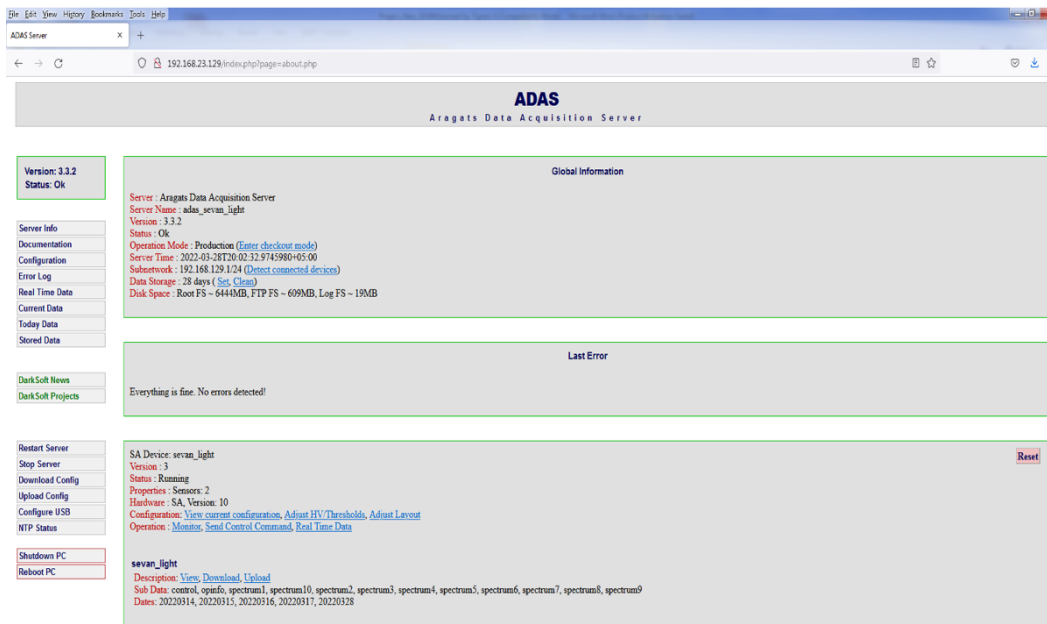 File Edit View History Bookmarks Tools Help
ADAS Server × +
192.168.23.129/index.php?page=about.php
ADAS
Aragats Data Acquisition Server
Version: 3.3.2
Status: Ok
Server Info
Documentation
Configuration
Error Log
Real Time Data
Current Data
Today Data
Stored Data
DarkSoft News
DarkSoft Projects
Restart Server
Stop Server
Download Config
Upload Config
Configure USB
NTP Status
Shutdown PC
Reboot PC
Global Information
Server : Aragats Data Acquisition Server
Server Name : adas_sevan_light
Version : 3.3.2
Status : Ok
Operation Mode : Production (Enter checkout mode)
Server Time : 2022-03-28T20:02:32.9745980+05:00
Subnetwork : 192.168.129.1/24 (Detect connected devices)
Data Storage : 28 days ( Set, Clean)
Disk Space : Root FS ~ 6444MB, FTP FS ~ 609MB, Log FS ~ 19MB
Last Error
Everything is fine. No errors detected!
SA Device: sevan_light
Reset
Version : 3
Status : Running
Properties : Sensors: 2
Hardware : SA, Version: 10
Configuration: View current configuration, Adjust HV/Thresholds, Adjust Layout
Operation : Monitor, Send Control Command, Real Time Data
sevan_light
Description: View, Download, Upload
Sub Data: control, opinfo, spectrum1, spectrum10, spectrum2, spectrum3, spectrum4, spectrum5, spectrum6, spectrum7, spectrum8, spectrum9
Dates: 20220314, 20220315, 20220316, 20220317, 20220328